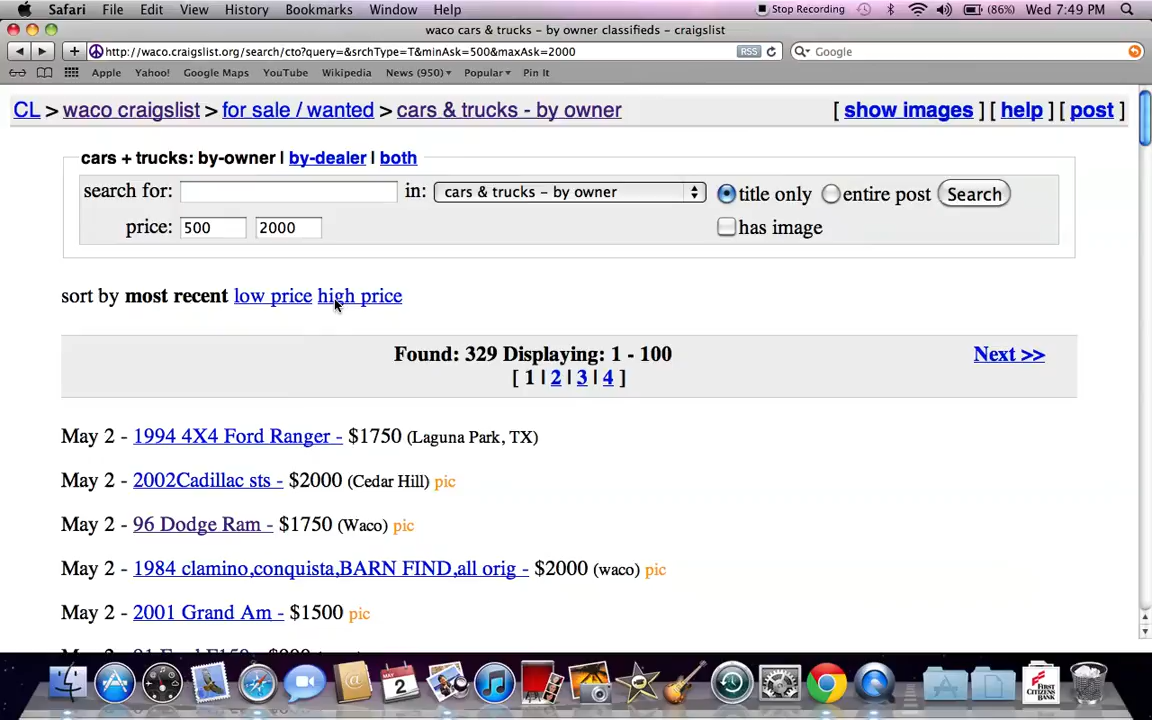 Safari File Edit View History Bookmarks Window Help Stop Recording (86%) Wed 7:49 PM
waco cars & trucks - by owner classifieds - craigslist
http://waco.craigslist.org/search/cto?query=&srchType=T&minAsk=500&maxAsk=2000 RSS Google
Apple Yahoo! Google Maps YouTube Wikipedia News (950) Popular Pin It
CL > waco craigslist > for sale / wanted > cars & trucks - by owner [ show images ] [ help ] [ post ]
cars + trucks: by-owner | by-dealer | both
search for: in: cars & trucks - by owner title only entire post Search
price: 500 2000 has image
sort by most recent low price high price
Found: 329 Displaying: 1 - 100 Next >>
[ 1 | 2 | 3 | 4 ]
May 2 - 1994 4X4 Ford Ranger - $1750 (Laguna Park, TX)
May 2 - 2002Cadillac sts - $2000 (Cedar Hill) pic
May 2 - 96 Dodge Ram - $1750 (Waco) pic
May 2 - 1984 clamino,conquista,BARN FIND,all orig - $2000 (waco) pic
May 2 - 2001 Grand Am - $1500 pic
MAY
2
FIRST
CITIZENS
BANK